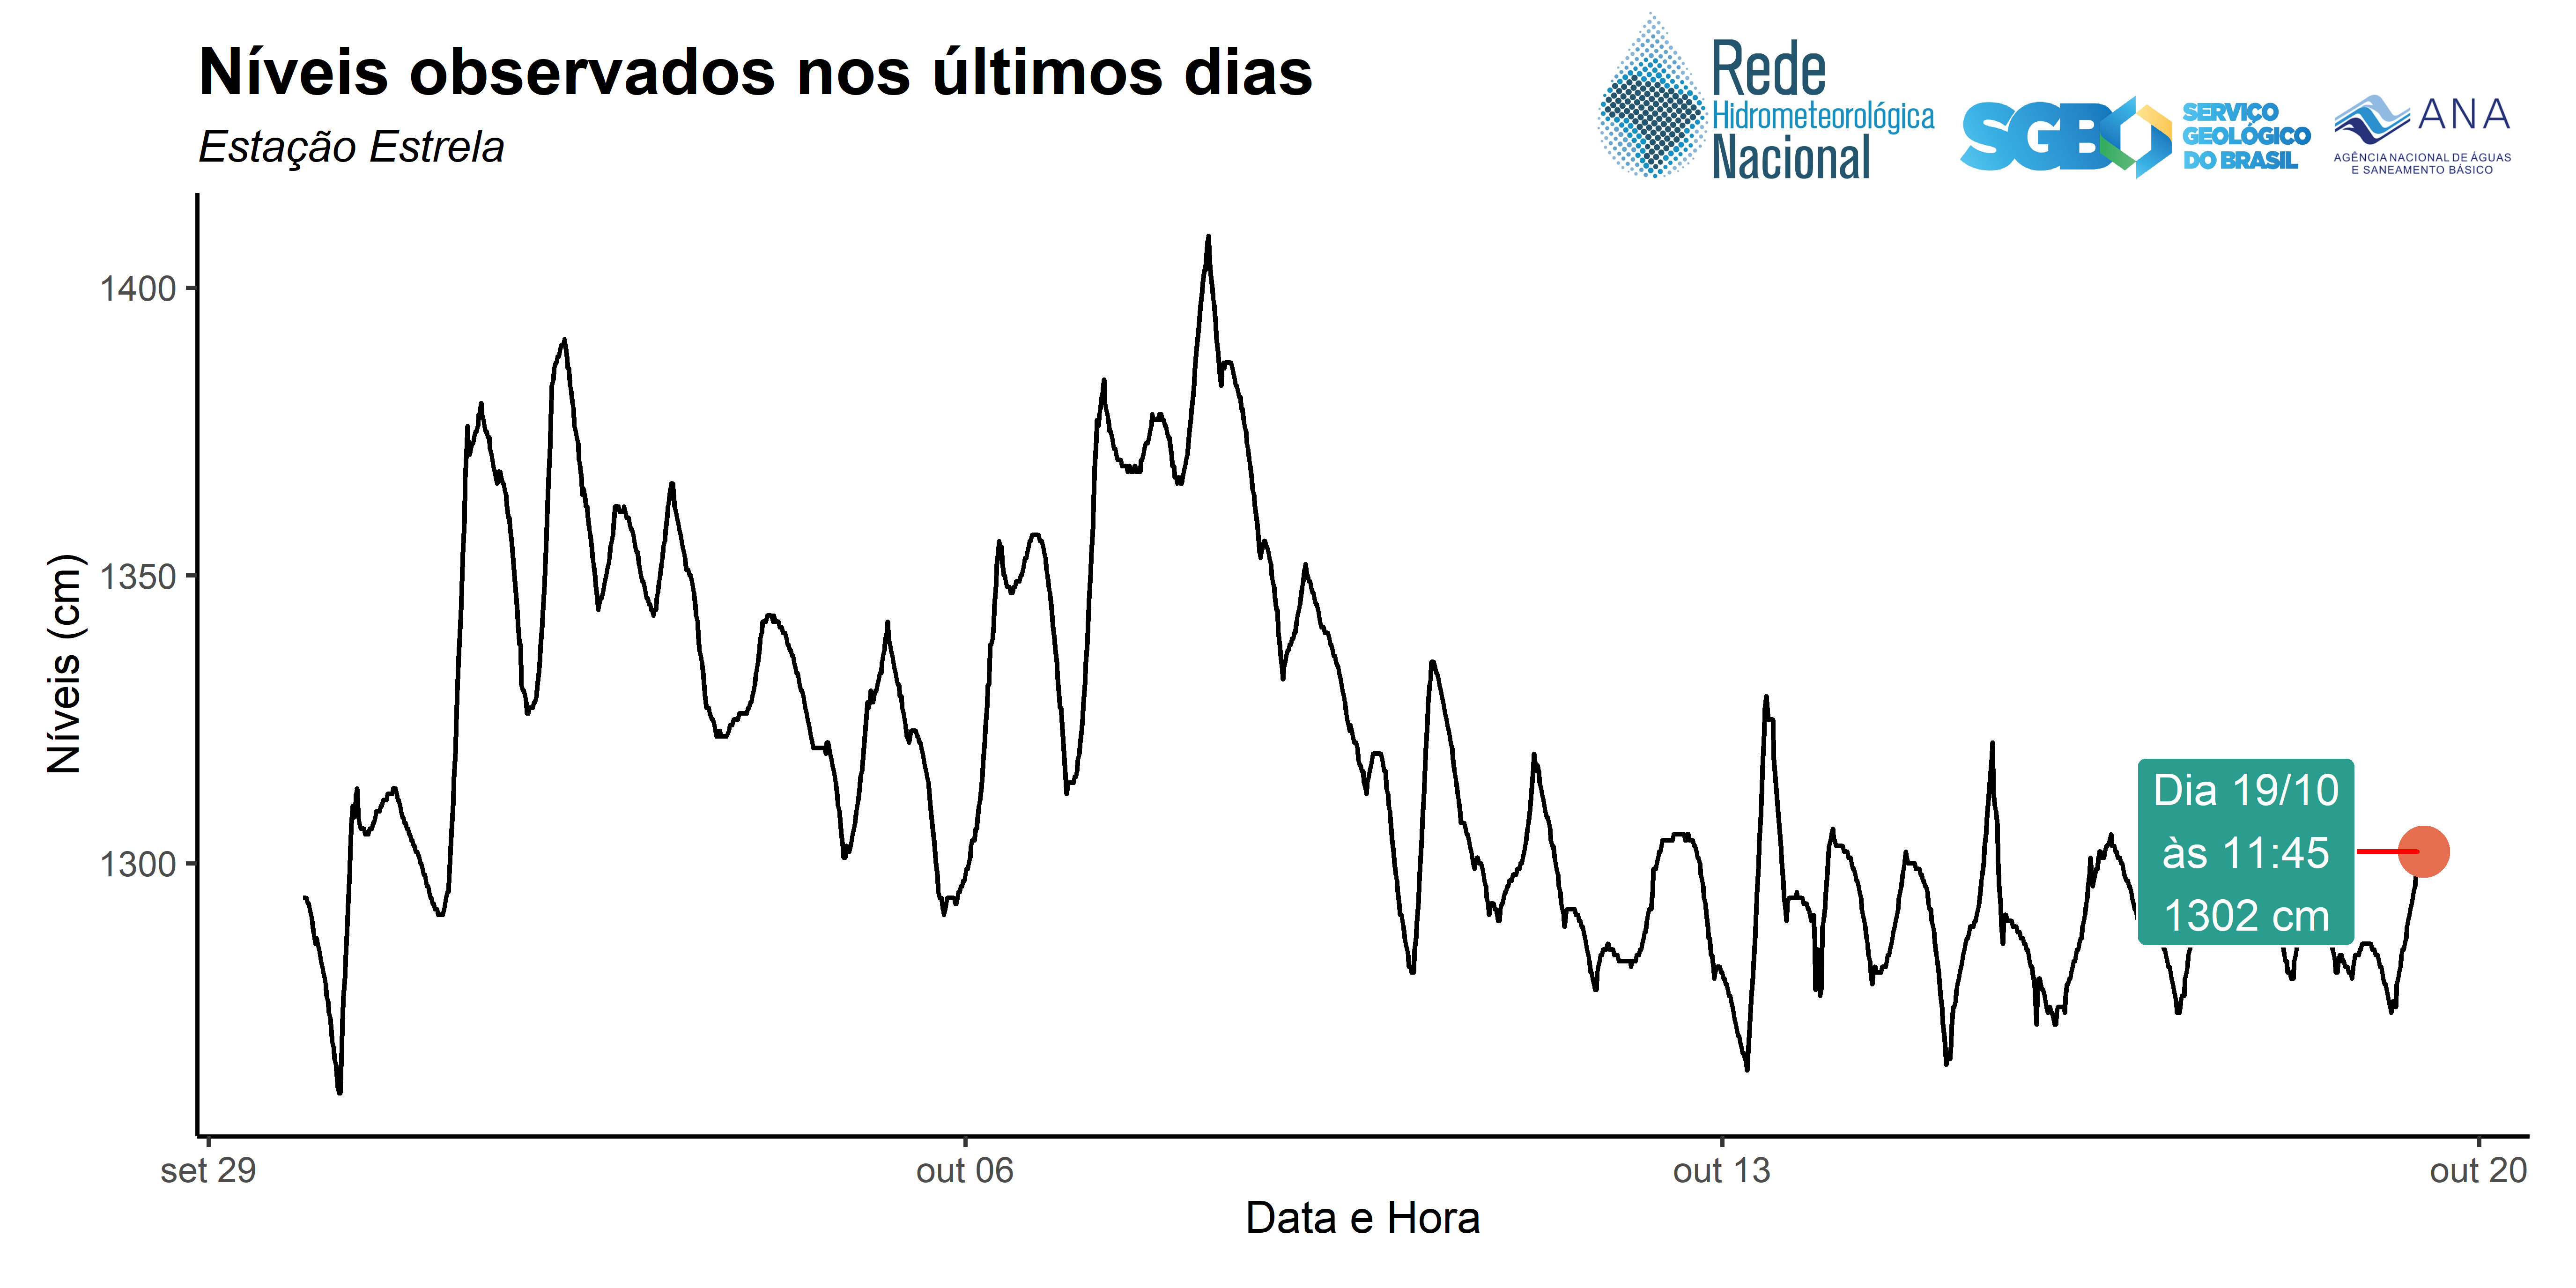 Níveis observados nos últimos dias
Estação Estrela
Rede
Hidrometeorológica
Nacional
SGB
SERVIÇO
GEOLÓGICO
DO BRASIL
ANA
AGÊNCIA NACIONAL DE ÁGUAS
E SANEAMENTO BÁSICO
Níveis (cm)
1400
1350
1300
Dia 19/10
às 11:45
1302 cm
set 29
out 06
out 13
out 20
Data e Hora